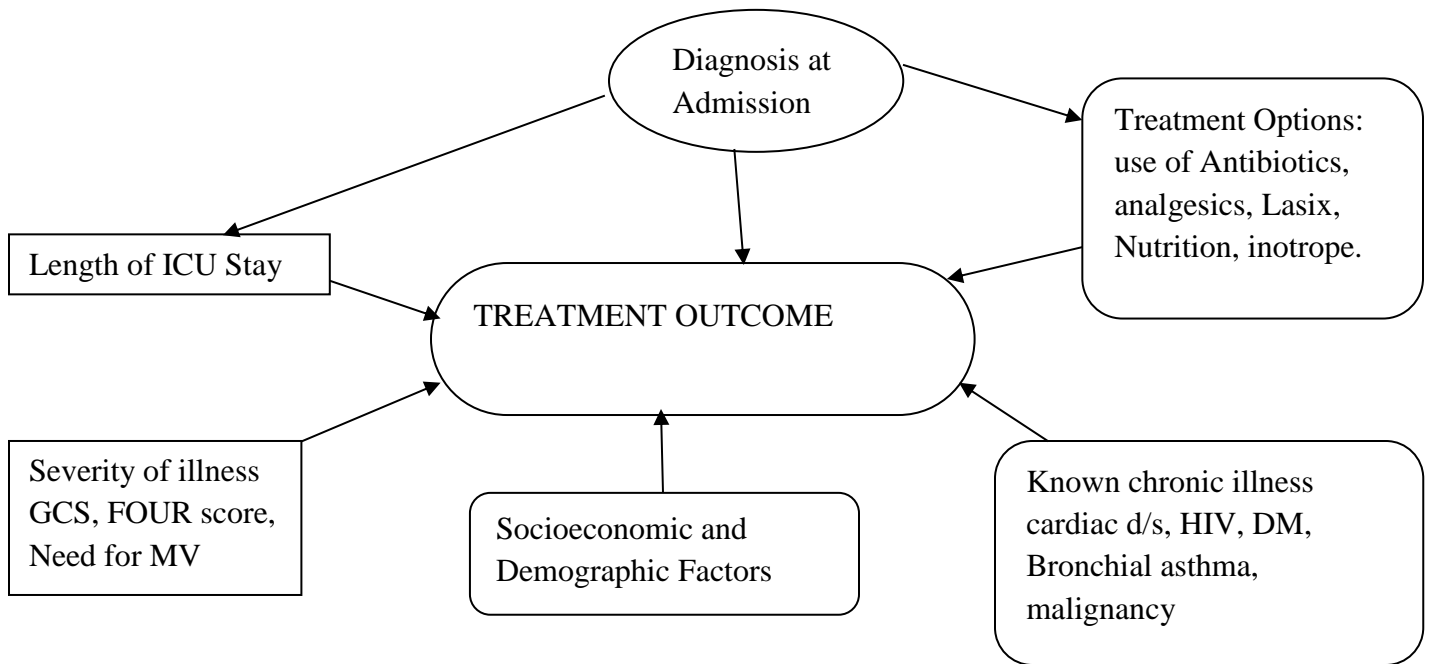 Diagnosis at
Admission
Treatment Options:
use of Antibiotics,
analgesics, Lasix,
Nutrition, inotrope.
Length of ICU Stay
TREATMENT OUTCOME
Severity of illness
GCS, FOUR score,
Need for MV
Socioeconomic and
Demographic Factors
Known chronic illness
cardiac d/s, HIV, DM,
Bronchial asthma,
malignancy